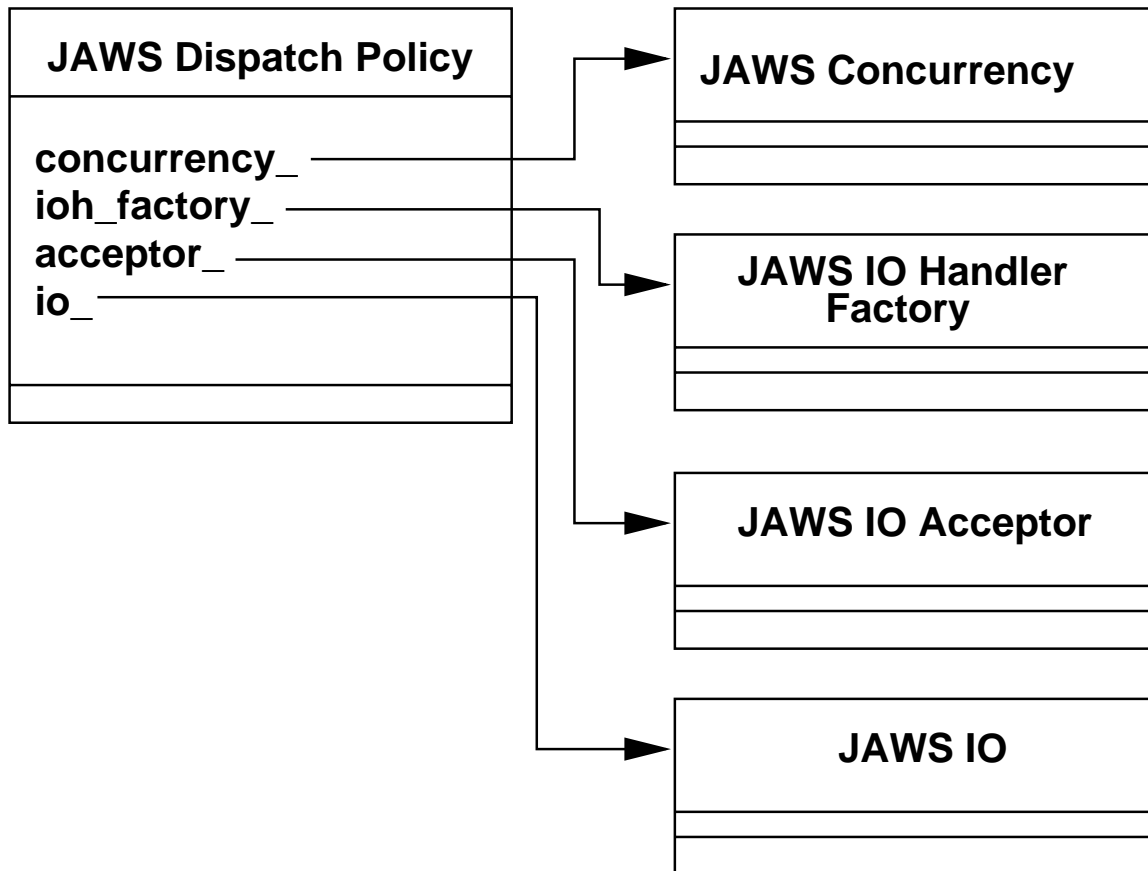 JAWS Dispatch Policy
concurrency_
ioh_factory_
acceptor_
io_
JAWS Concurrency
JAWS IO Handler
Factory
JAWS IO Acceptor
JAWS IO